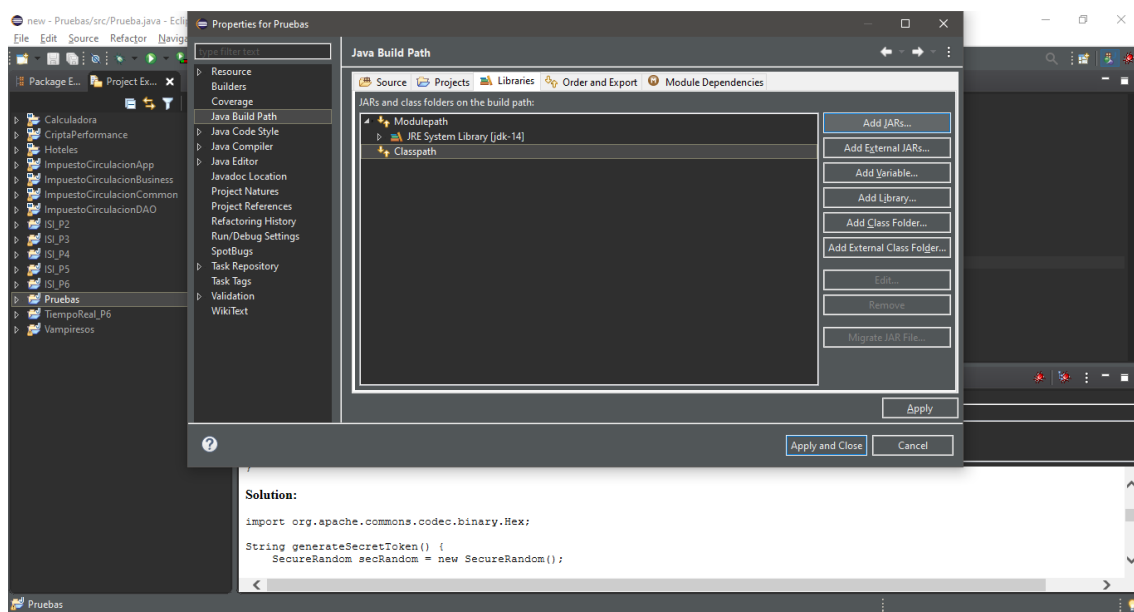 new - Pruebas/src/Prueba.java - Ecli
File Edit Source Refactor Naviga
Package E... Project Ex...
Calculadora
CriptaPerformance
Hoteles
ImpuestoCirculacionApp
ImpuestoCirculacionBusiness
ImpuestoCirculacionCommon
ImpuestoCirculacionDAO
ISI_P2
ISI_P3
ISI_P4
ISI_P5
ISI_P6
Pruebas
TiempoReal_P6
Vampiresos
Properties for Pruebas
type filter text
Resource
Builders
Coverage
Java Build Path
Java Code Style
Java Compiler
Java Editor
Javadoc Location
Project Natures
Project References
Refactoring History
Run/Debug Settings
SpotBugs
Task Repository
Task Tags
Validation
WikiText
Java Build Path
Source Projects Libraries Order and Export Module Dependencies
JARs and class folders on the build path:
Modulepath
JRE System Library [jdk-14]
Classpath
Add JARs...
Add External JARs...
Add Variable...
Add Library...
Add Class Folder...
Add External Class Folder...
Edit...
Remove
Migrate JAR File...
Apply
Apply and Close Cancel
Solution:
import org.apache.commons.codec.binary.Hex;
String generateSecretToken() {
SecureRandom secRandom = new SecureRandom();
Pruebas